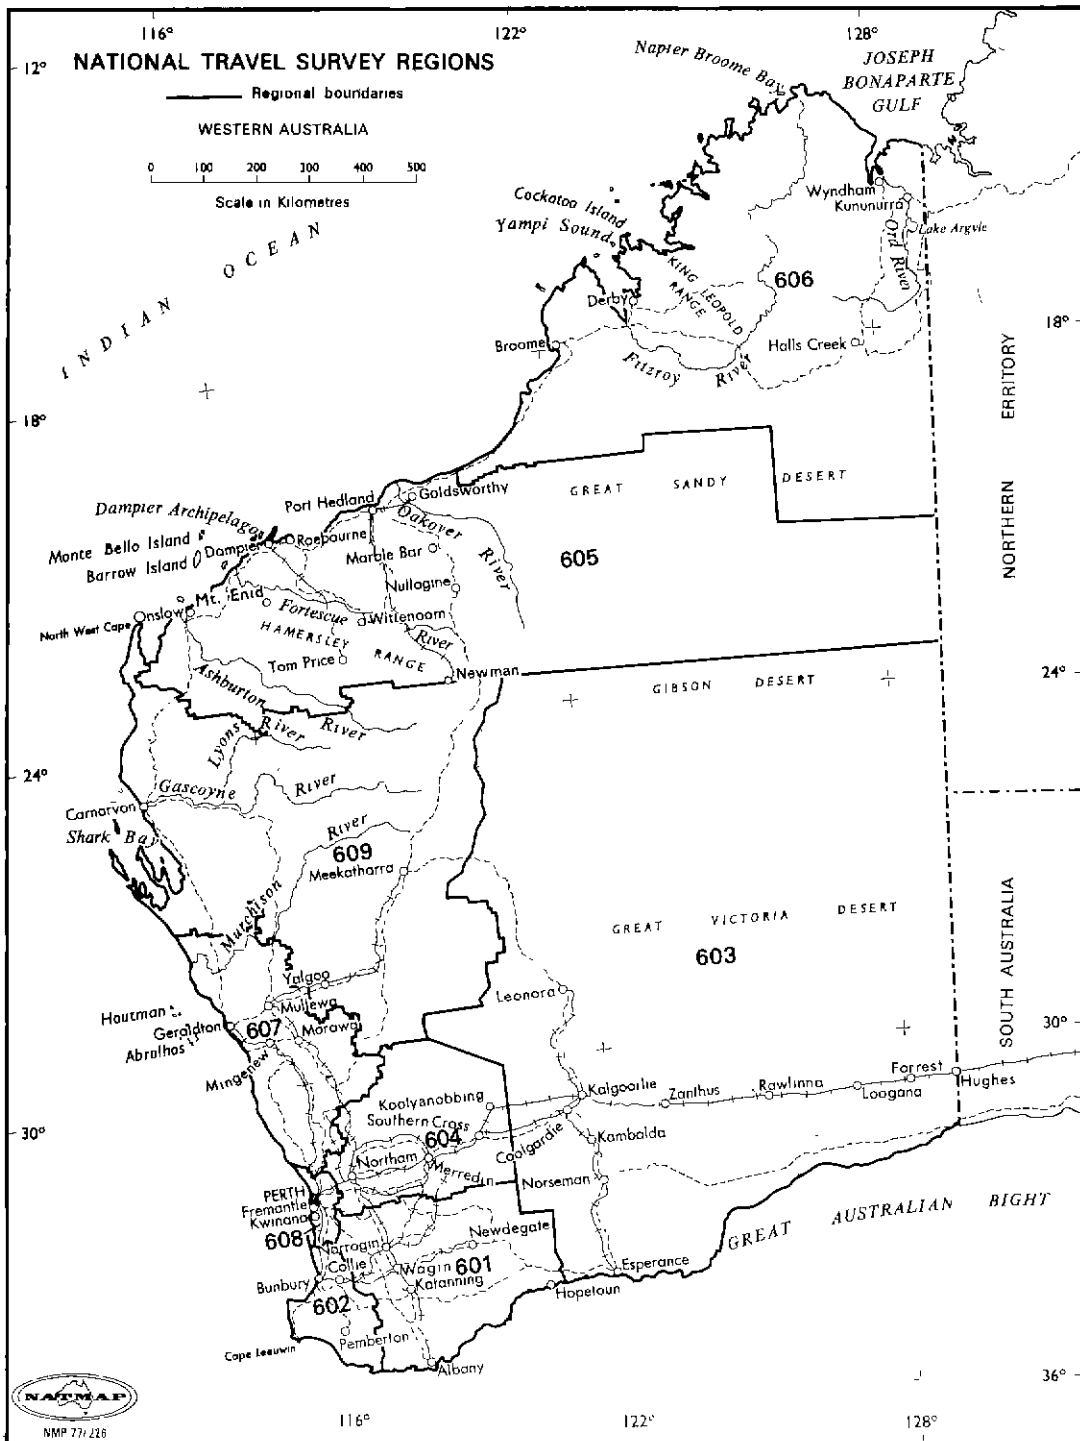 116°
122°
128°
12°
NATIONAL TRAVEL SURVEY REGIONS
Regional boundaries
WESTERN AUSTRALIA
0 100 200 300 400 500
Scale in Kilometres
INDIAN OCEAN
Napier Broome Bay
JOSEPH
BONAPARTE
GULF
Wyndham
Kununurra
Lake Argyle
Ord River
Cockatoo Island
Yampi Sound
KING LEOPOLD
RANGE
606
Derby
Broome
Fitzroy River
Halls Creek
18°
18°
NORTHERN ERRITORY
GREAT SANDY DESERT
Port Hedland
Goldsworthy
Dampier Archipelago
Oakover River
Monte Bello Island
Dampier
Roebourne
Barrow Island
Marble Bar
605
Nullagine
Mt. Enid
Onslow
North West Cape
Fortescue River
Wittenoom
HAMERSLEY RANGE
Tom Price
Newman
Ashburton River
24°
GIBSON DESERT
Lyons River
24°
Gascoyne River
Carnarvon
Shark Bay
River
609
Meekatharra
Murchison
GREAT VICTORIA DESERT
603
SOUTH AUSTRALIA
Yalgoo
Leonora
Mullewa
Houtman
Geraldton
607
Morawa
Abrolhos
Mingenew
30°
Kalgoorlie
Zanthus
Rawlinna
Forrest
Loogana
Hughes
Koolyanobbing
Southern Cross
604
Coolgardie
Kambalda
30°
Northam
Merredin
Norseman
PERTH
Fremantle
Kwinana
608
Narrogin
Newdegate
GREAT AUSTRALIAN BIGHT
Collie
Wagin
601
Esperance
Bunbury
Katanning
Hopetoun
602
Pemberton
Cape Leeuwin
Albany
36°
NATMAP
NMP 77/226
116°
122°
128°